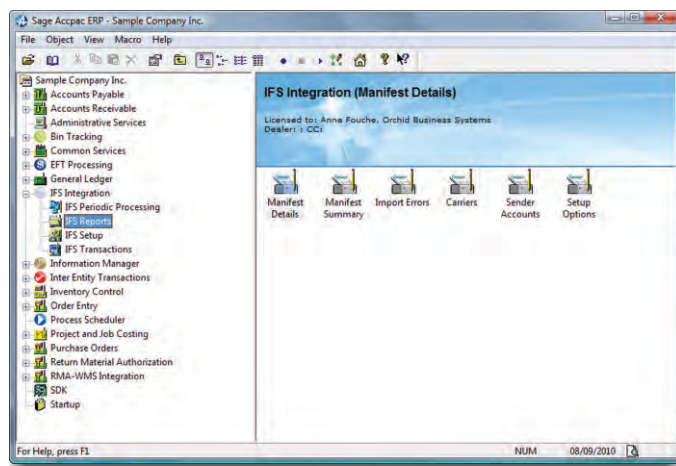 Sage Accpac ERP - Sample Company Inc.
File Object View Macro Help
Sample Company Inc.
Accounts Payable
Accounts Receivable
Administrative Services
Bin Tracking
Common Services
EFT Processing
General Ledger
IFS Integration
IFS Periodic Processing
IFS Reports
IFS Setup
IFS Transactions
Information Manager
Inter Entity Transactions
Inventory Control
Order Entry
Process Scheduler
Project and Job Costing
Purchase Orders
Return Material Authorization
RMA-WMS Integration
SDK
Startup
IFS Integration (Manifest Details)
Licensed to: Anne Fouche, Orchid Business Systems
Dealer: : CCi
Manifest Details
Manifest Summary
Import Errors
Carriers
Sender Accounts
Setup Options
For Help, press F1
NUM 08/09/2010